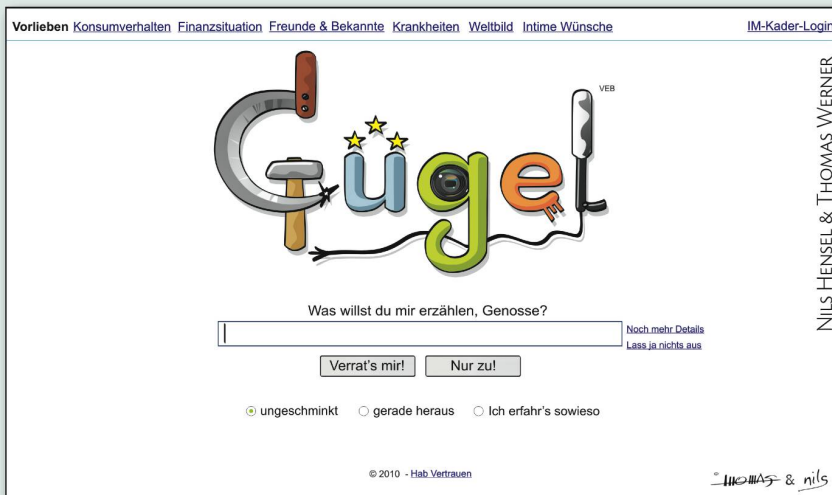 Vorlieben Konsumverhalten Finanzsituation Freunde & Bekannte Krankheiten Weltbild Intime Wünsche IM-Kader-Login
VEB
Gügel
Was willst du mir erzählen, Genosse?
Noch mehr Details
Lass ja nichts aus
Verrat's mir! Nur zu!
ungeschminkt gerade heraus Ich erfahr's sowieso
© 2010 - Hab Vertrauen
NILS HENSEL & THOMAS WERNER
THOMAS & nils